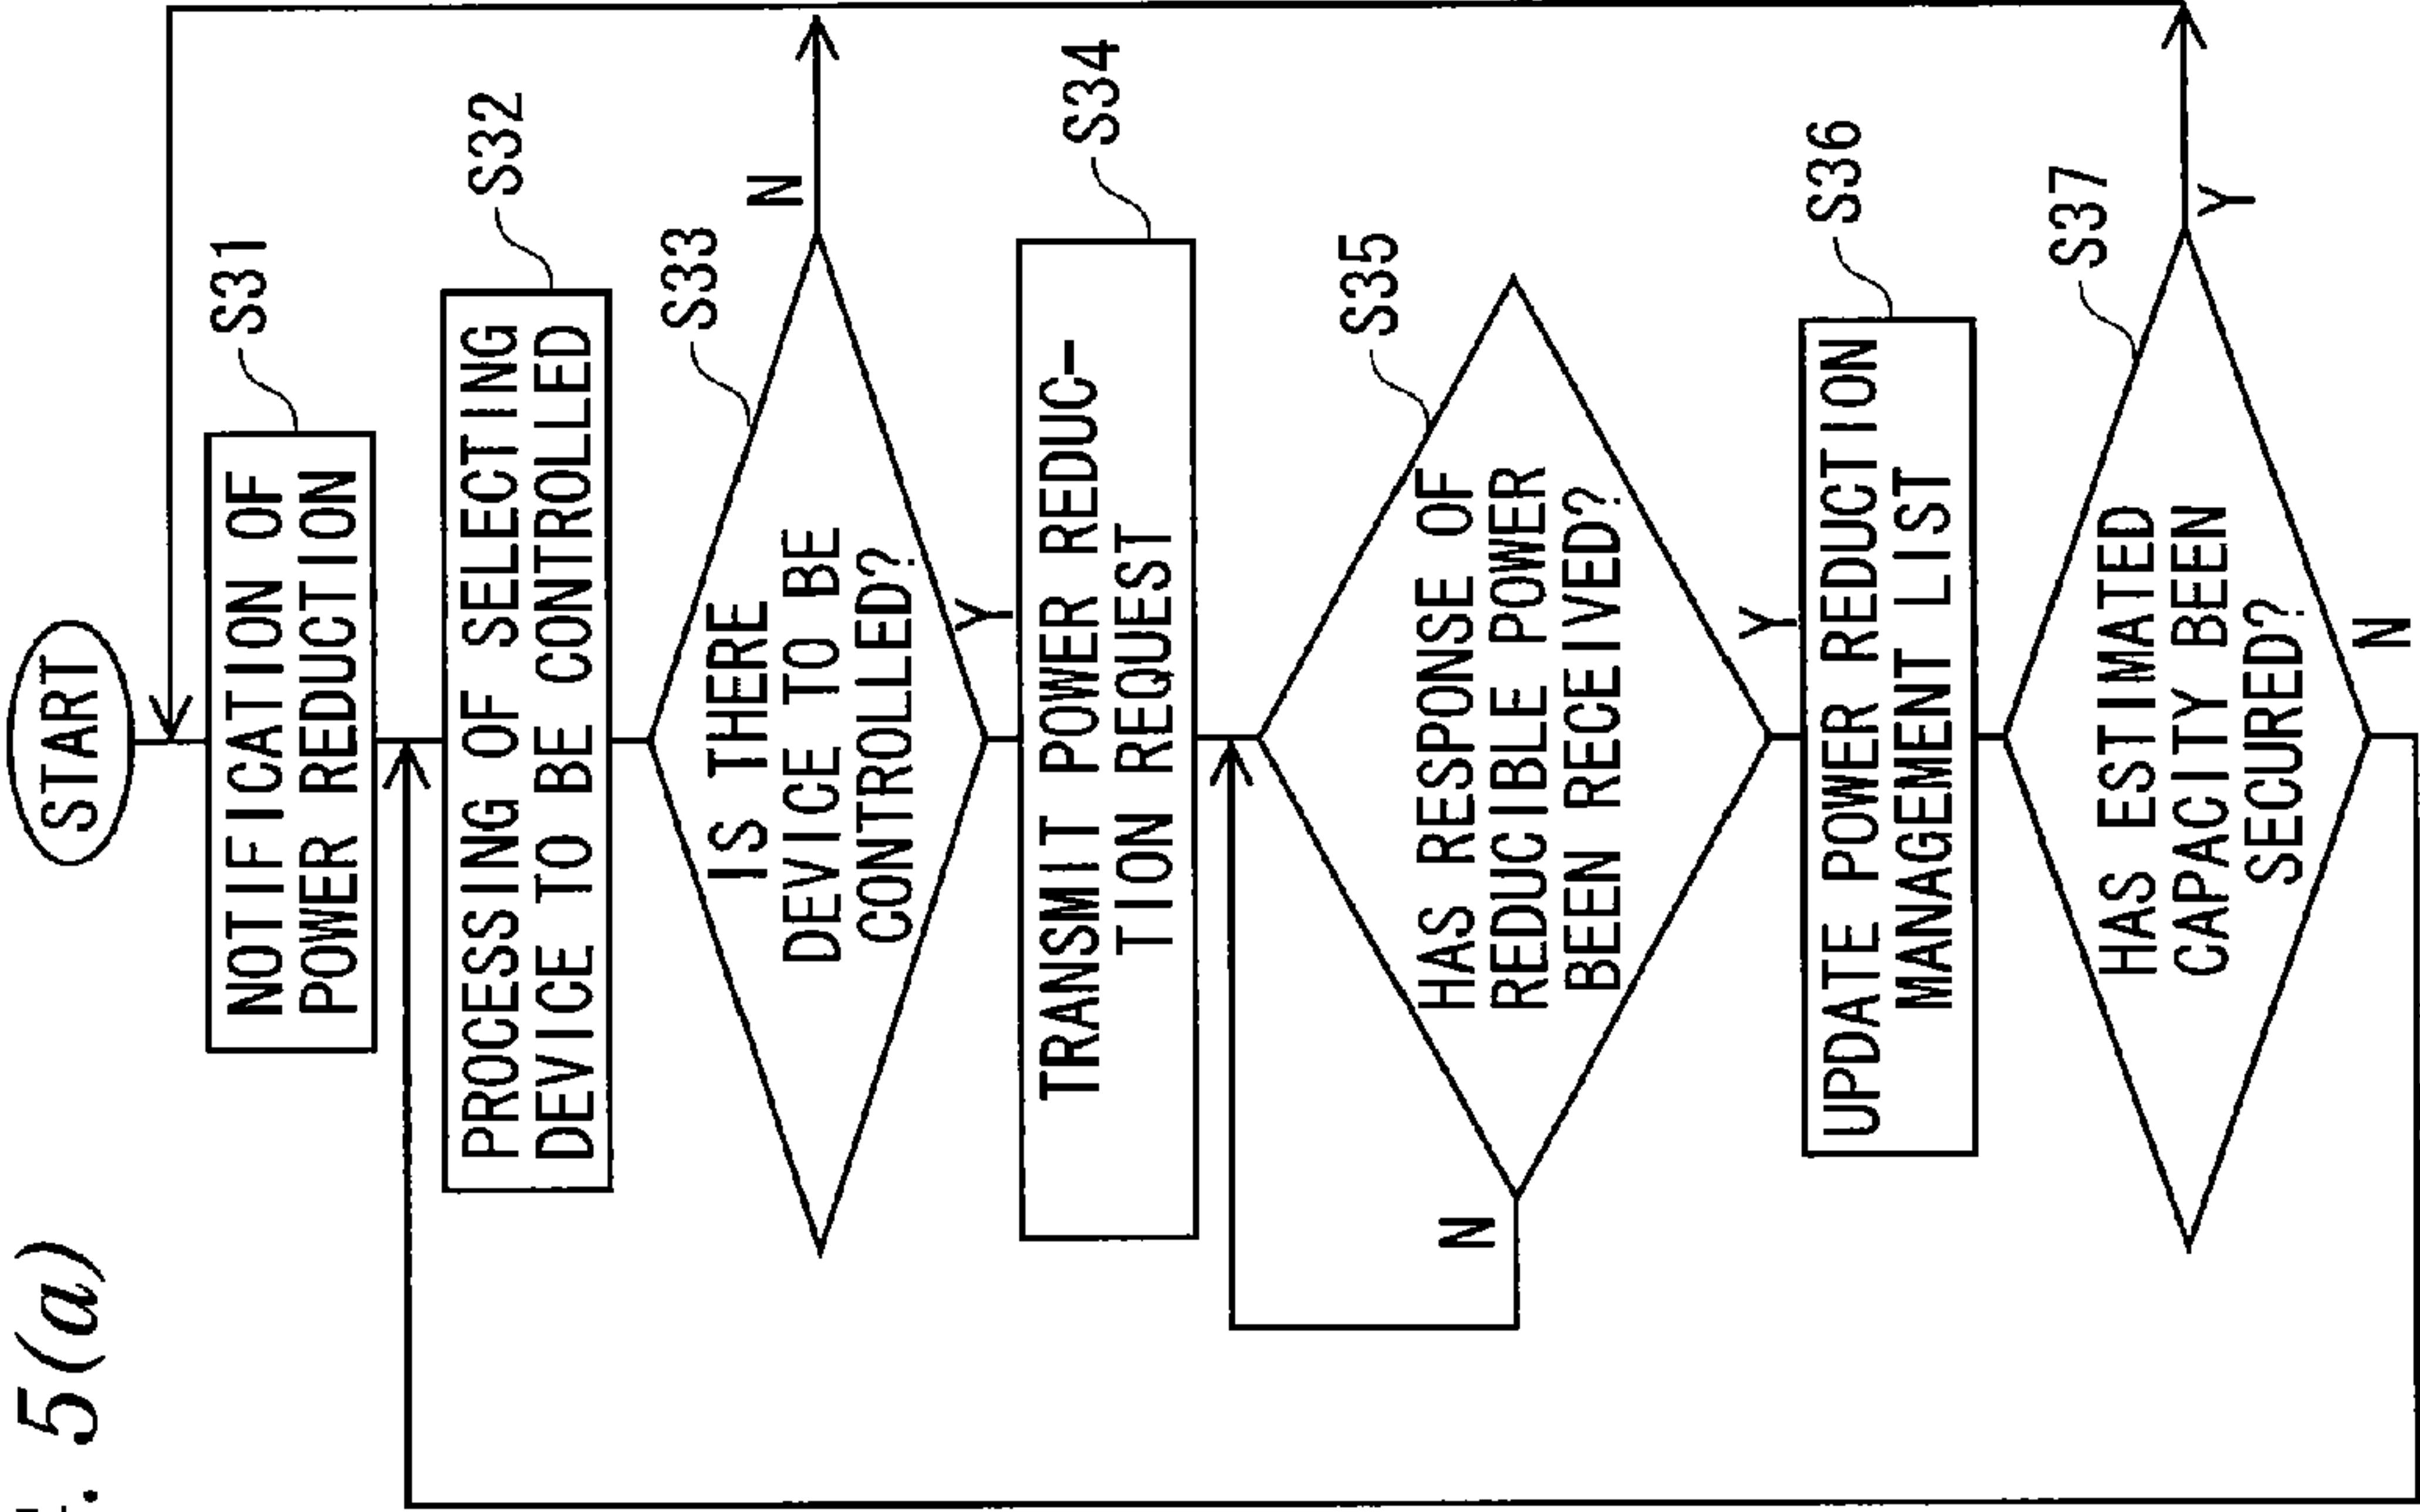 . 5(a)
START
NOTIFICATION OF
POWER REDUCTION
S31
PROCESSING OF SELECTING
DEVICE TO BE CONTROLLED
S32
IS THERE
DEVICE TO BE
CONTROLLED?
S33
N
Y
TRANSMIT POWER REDUC-
TION REQUEST
S34
HAS RESPONSE OF
REDUCIBLE POWER
BEEN RECEIVED?
S35
N
Y
UPDATE POWER REDUCTION
MANAGEMENT LIST
S36
HAS ESTIMATED
CAPACITY BEEN
SECURED?
S37
Y
N